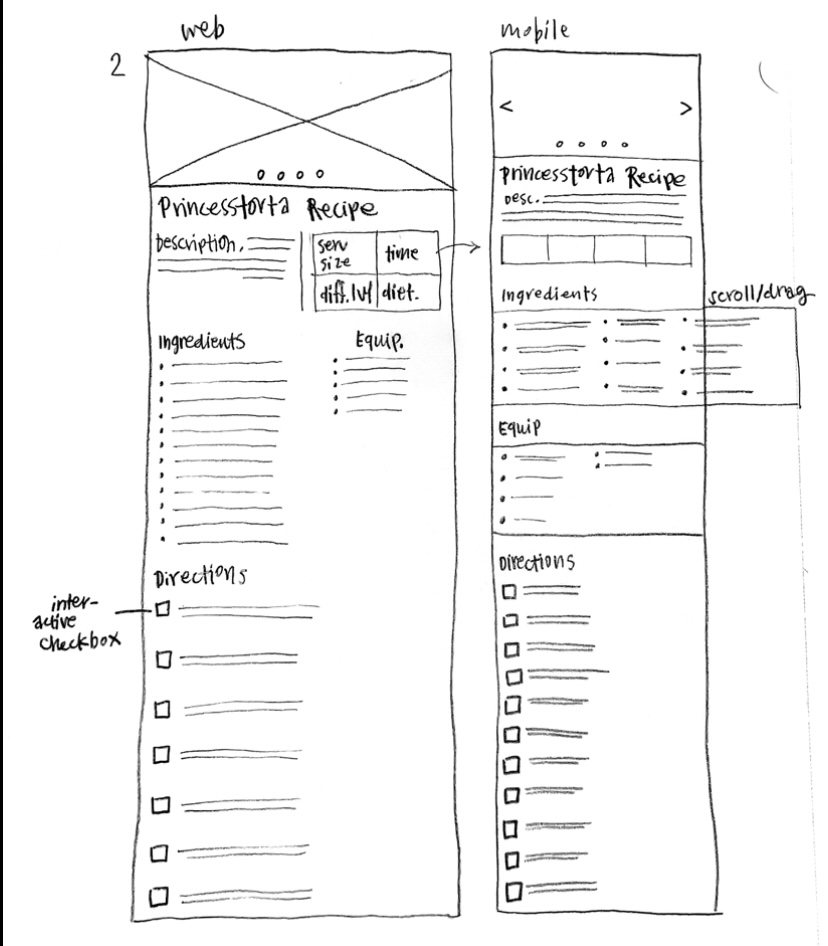 web
2
Princesstorta Recipe
Description.
serv
size
time
diff. lvl
diet.
Ingredients
Equip.
Directions
inter-
active
checkbox
mobile
<
>
Princesstorta Recipe
Desc.
Ingredients
scroll/drag
Equip
Directions